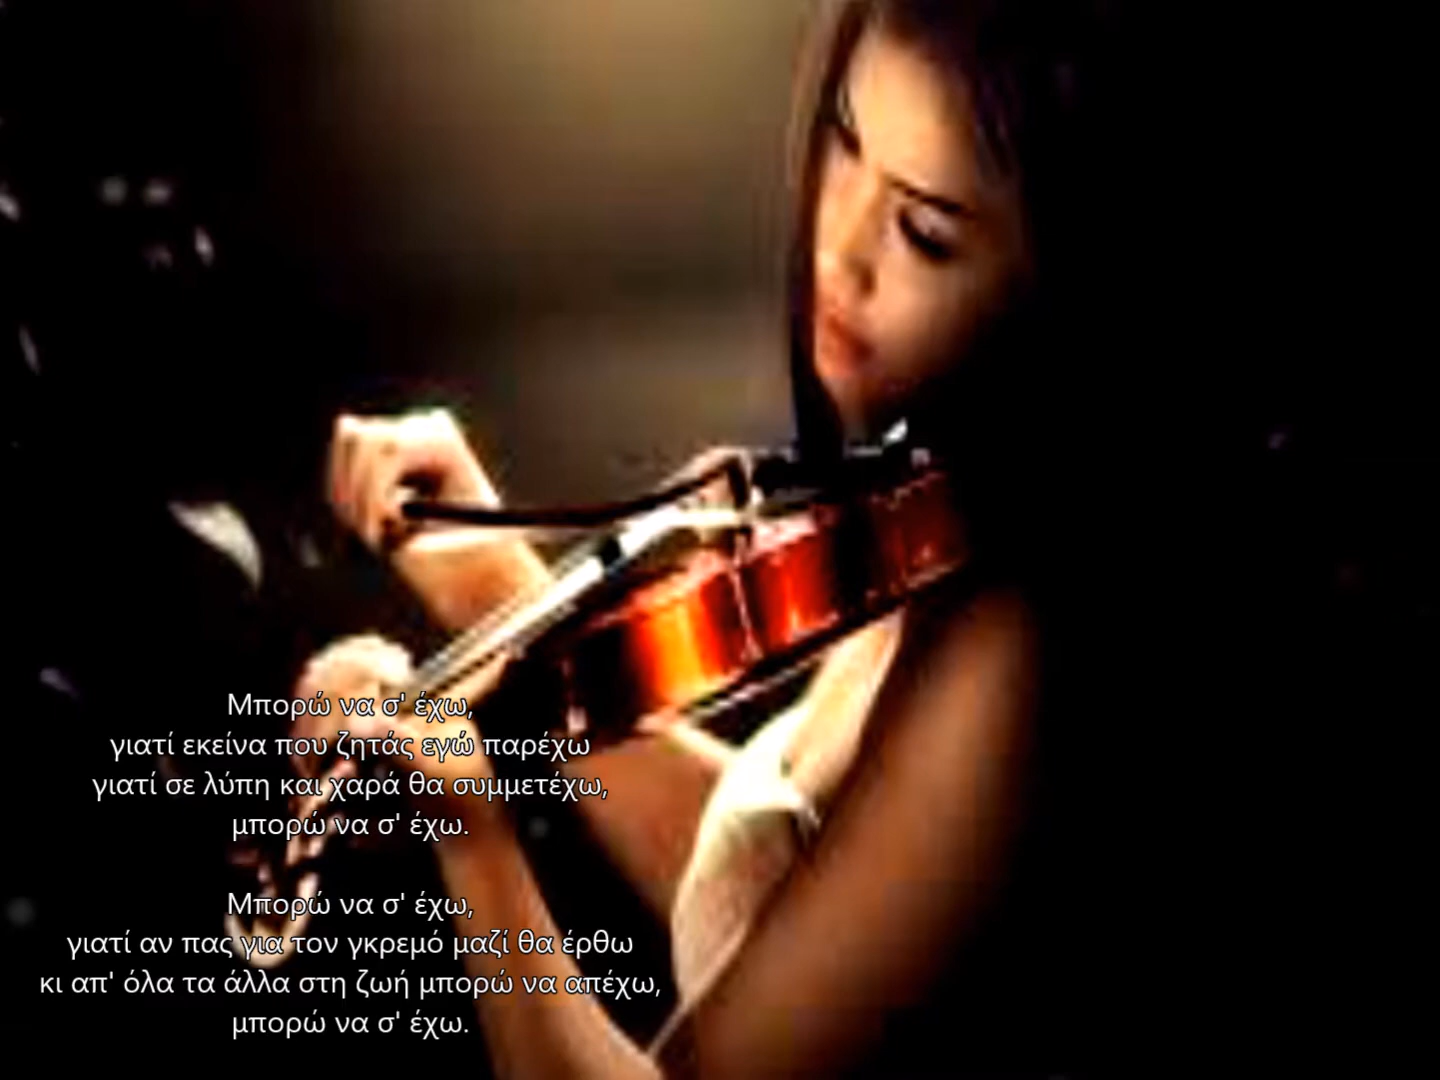 Μπορώ να σ' έχω,
γιατί εκείνα που ζητάς εγώ παρέχω
γιατί σε λύπη και χαρά θα συμμετέχω,
μπορώ να σ' έχω.
Μπορώ να σ' έχω,
γιατί αν πας για τον γκρεμό μαζί θα έρθω
κι απ' όλα τα άλλα στη ζωή μπορώ να απέχω,
μπορώ να σ' έχω.